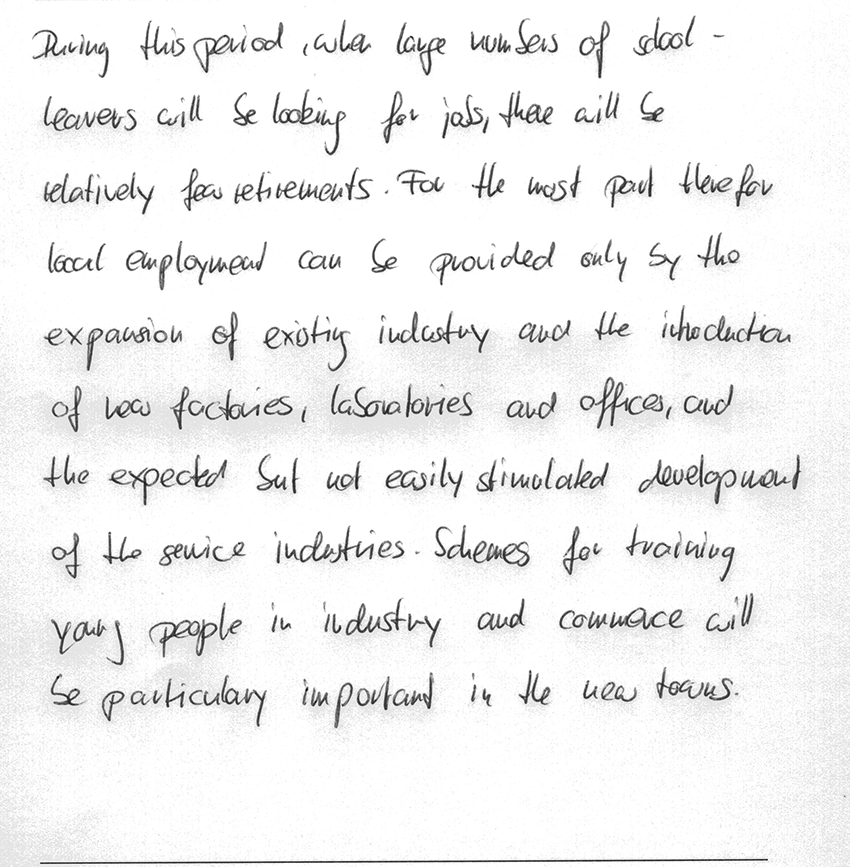 During this period, when large numbers of school-
leavers will be looking for jobs, there will be
relatively few retirements. For the most part therefor
local employment can be provided only by the
expansion of existing industry and the introduction
of new factories, laboratories and offices, and
the expected but not easily stimulated development
of the service industries. Schemes for training
young people in industry and commerce will
be particulary important in the new towns.